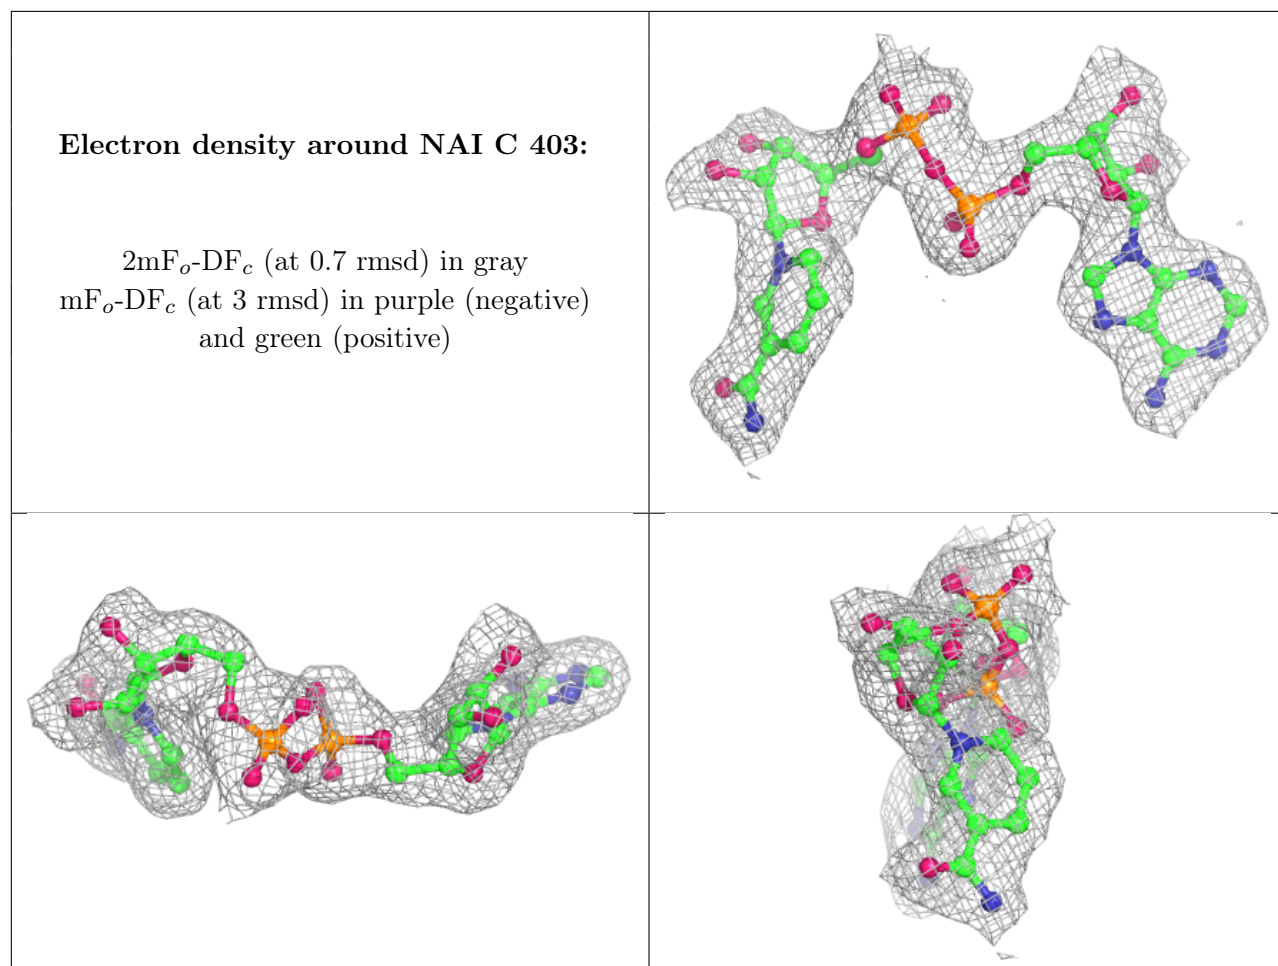 Electron density around NAI C 403:
2mFo-DFc (at 0.7 rmsd) in gray
mFo-DFc (at 3 rmsd) in purple (negative)
and green (positive)